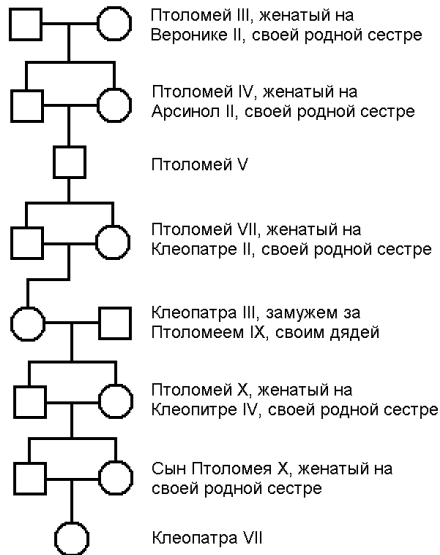 Птоломей III, женатый на
Веронике II, своей родной сестре
Птоломей IV, женатый на
Арсинол II, своей родной сестре
Птоломей V
Птоломей VII, женатый на
Клеопатре II, своей родной сестре
Клеопатра III, замужем за
Птоломеем IX, своим дядей
Птоломей X, женатый на
Клеопитре IV, своей родной сестре
Сын Птоломея X, женатый на
своей родной сестре
Клеопатра VII